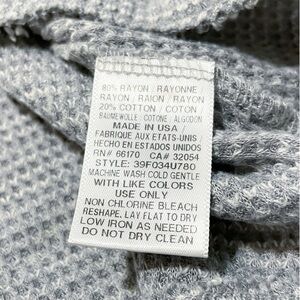 80% RAYON / RAYONNE
RAYON / RAION / RAYON
20% COTTON / COTON
BAUMEWOLLE / COTONE / ALGODON
MADE IN USA /
FABRIQUE AUX ETATS-UNIS
HECHO EN ESTADOS UNIDOS
RN# 66170 CA# 32054
STYLE: 39F034U780
MACHINE WASH COLD GENTLE
WITH LIKE COLORS
USE ONLY
NON CHLORINE BLEACH
RESHAPE, LAY FLAT TO DRY
LOW IRON AS NEEDED
DO NOT DRY CLEAN